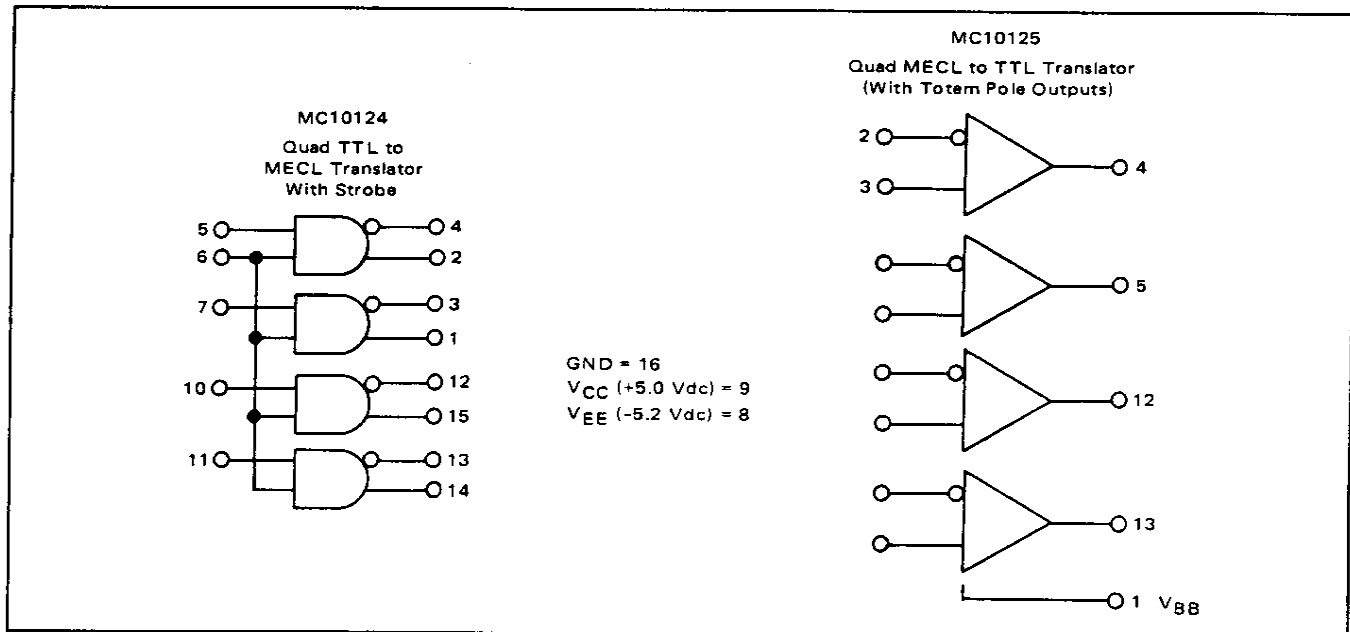 MC10124
Quad TTL to
MECL Translator
With Strobe
5
4
6
2
7
3
1
10
12
15
11
13
14
GND = 16
VCC (+5.0 Vdc) = 9
VEE (-5.2 Vdc) = 8
MC10125
Quad MECL to TTL Translator
(With Totem Pole Outputs)
2
3
4
5
12
13
1 VBB